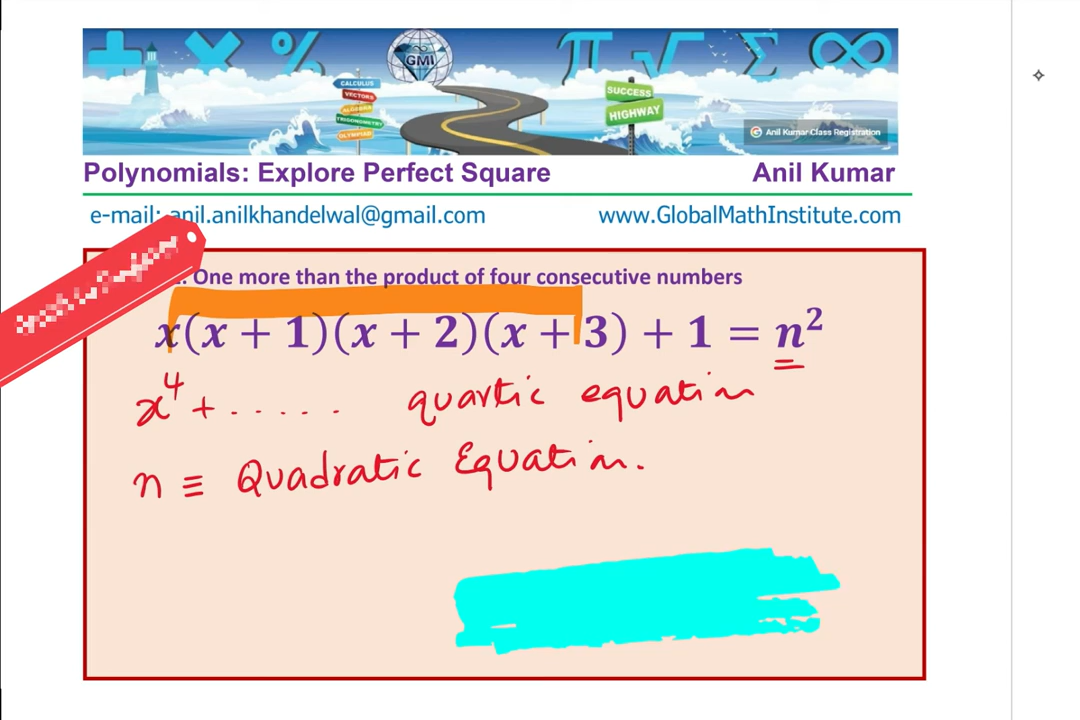 GMI
CALCULUS
VECTORS
ALGEBRA
TRIGONOMETRY
OLYMPIAD
SUCCESS
HIGHWAY
Anil Kumar Class Registration
Polynomials: Explore Perfect Square Anil Kumar
e-mail: anil.anilkhandelwal@gmail.com www.GlobalMathInstitute.com
One more than the product of four consecutive numbers
x(x + 1)(x + 2)(x + 3) + 1 = n²
x⁴ + ..... quartic equation
n ≡ Quadratic Equation.